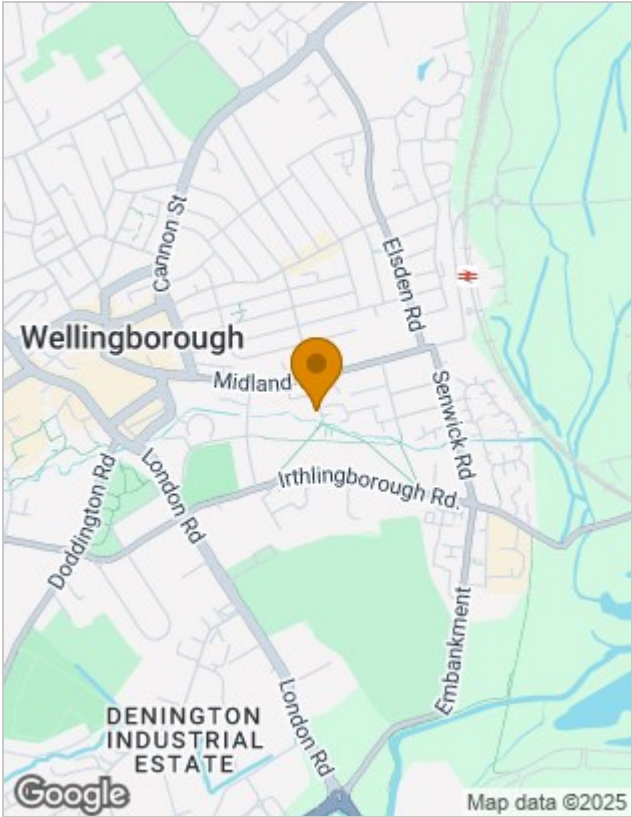 Cannon St
Elsden Rd
Wellingborough
Midland
Senwick Rd
Irthlingborough Rd.
London Rd
Doddington Rd
Embankment
London Rd
DENINGTON
INDUSTRIAL
ESTATE
Google
Map data ©2025